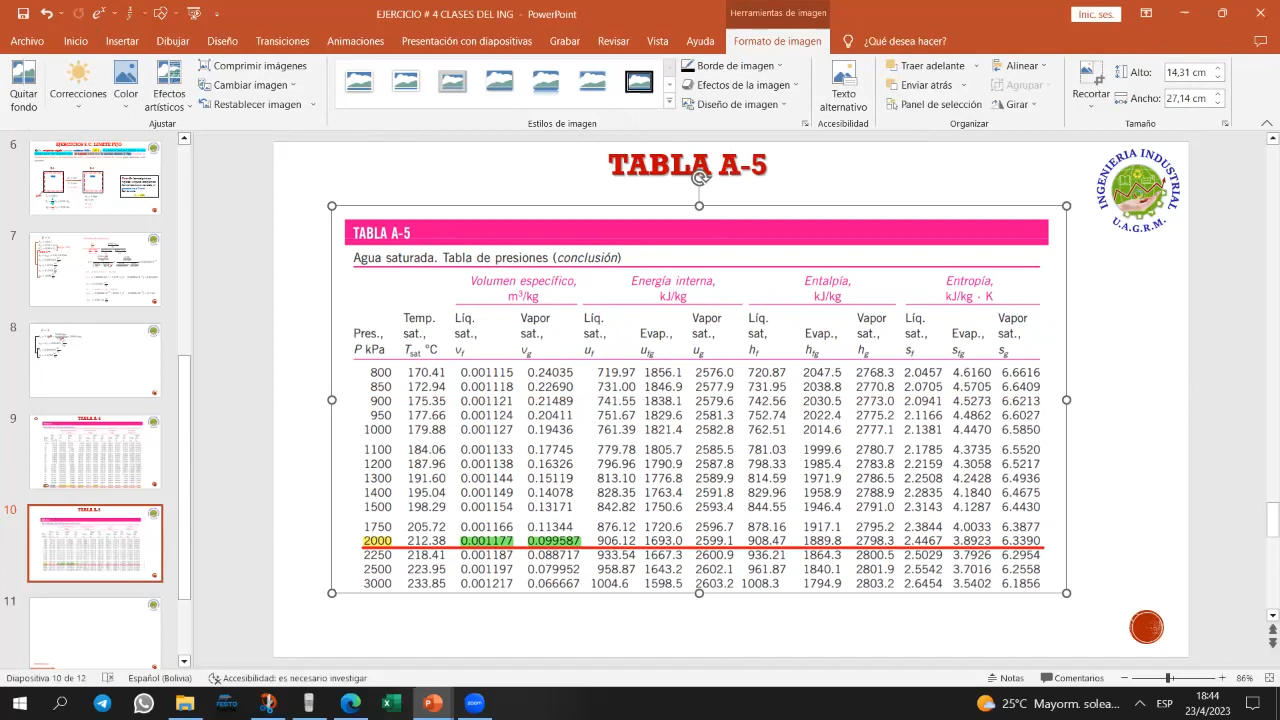 EJERCICIO # 4 CLASES DEL ING - PowerPoint
Herramientas de imagen
Inic. ses.
Archivo Inicio Insertar Dibujar Diseño Transiciones Animaciones Presentación con diapositivas Grabar Revisar Vista Ayuda Formato de imagen ¿Qué desea hacer?
Quitar fondo
Correcciones
Color
Efectos artísticos
Comprimir imágenes
Cambiar imagen
Restablecer imagen
Ajustar
Estilos de imagen
Borde de imagen
Efectos de la imagen
Diseño de imagen
Texto alternativo
Accesibilidad
Traer adelante
Enviar atrás
Panel de selección
Alinear
Agrupar
Girar
Organizar
Recortar
Alto: 14,31 cm
Ancho: 27,14 cm
Tamaño
7
8
9
10
11
TABLA A-5
INGENIERIA INDUSTRIAL
U.A.G.R.M.
TABLA A-5
Agua saturada. Tabla de presiones (conclusión)
Volumen específico, Energía interna, Entalpía, Entropía,
m³/kg kJ/kg kJ/kg kJ/kg · K
Temp. Líq. Vapor Líq. Vapor Líq. Vapor Líq. Vapor
Pres., sat., sat., sat., sat., Evap., sat., sat., Evap., sat., sat., Evap., sat.,
P kPa Tsat °C vf vg uf ufg ug hf hfg hg sf sfg sg
800 170.41 0.001115 0.24035 719.97 1856.1 2576.0 720.87 2047.5 2768.3 2.0457 4.6160 6.6616
850 172.94 0.001118 0.22690 731.00 1846.9 2577.9 731.95 2038.8 2770.8 2.0705 4.5705 6.6409
900 175.35 0.001121 0.21489 741.55 1838.1 2579.6 742.56 2030.5 2773.0 2.0941 4.5273 6.6213
950 177.66 0.001124 0.20411 751.67 1829.6 2581.3 752.74 2022.4 2775.2 2.1166 4.4862 6.6027
1000 179.88 0.001127 0.19436 761.39 1821.4 2582.8 762.51 2014.6 2777.1 2.1381 4.4470 6.5850
1100 184.06 0.001133 0.17745 779.78 1805.7 2585.5 781.03 1999.6 2780.7 2.1785 4.3735 6.5520
1200 187.96 0.001138 0.16326 796.96 1790.9 2587.8 798.33 1985.4 2783.8 2.2159 4.3058 6.5217
1300 191.60 0.001144 0.15119 813.10 1776.8 2589.9 814.59 1971.9 2786.5 2.2508 4.2428 6.4936
1400 195.04 0.001149 0.14078 828.35 1763.4 2591.8 829.96 1958.9 2788.9 2.2835 4.1840 6.4675
1500 198.29 0.001154 0.13171 842.82 1750.6 2593.4 844.55 1946.4 2791.0 2.3143 4.1287 6.4430
1750 205.72 0.001166 0.11344 876.12 1720.6 2596.7 878.16 1917.1 2795.2 2.3844 4.0033 6.3877
2000 212.38 0.001177 0.099587 906.12 1693.0 2599.1 908.47 1889.8 2798.3 2.4467 3.8923 6.3390
2250 218.41 0.001187 0.088717 933.54 1667.3 2600.9 936.21 1864.3 2800.5 2.5029 3.7926 6.2954
2500 223.95 0.001197 0.079952 958.87 1643.2 2602.1 961.87 1840.1 2801.9 2.5542 3.7016 6.2558
3000 233.85 0.001217 0.066667 1004.6 1598.5 2603.2 1008.3 1794.9 2803.2 2.6454 3.5402 6.1856
Diapositiva 10 de 12 Español (Bolivia) Accesibilidad: es necesario investigar Notas Comentarios 86%
FESTO
zoom
25°C Mayorm. solea... ESP
18:44
23/4/2023